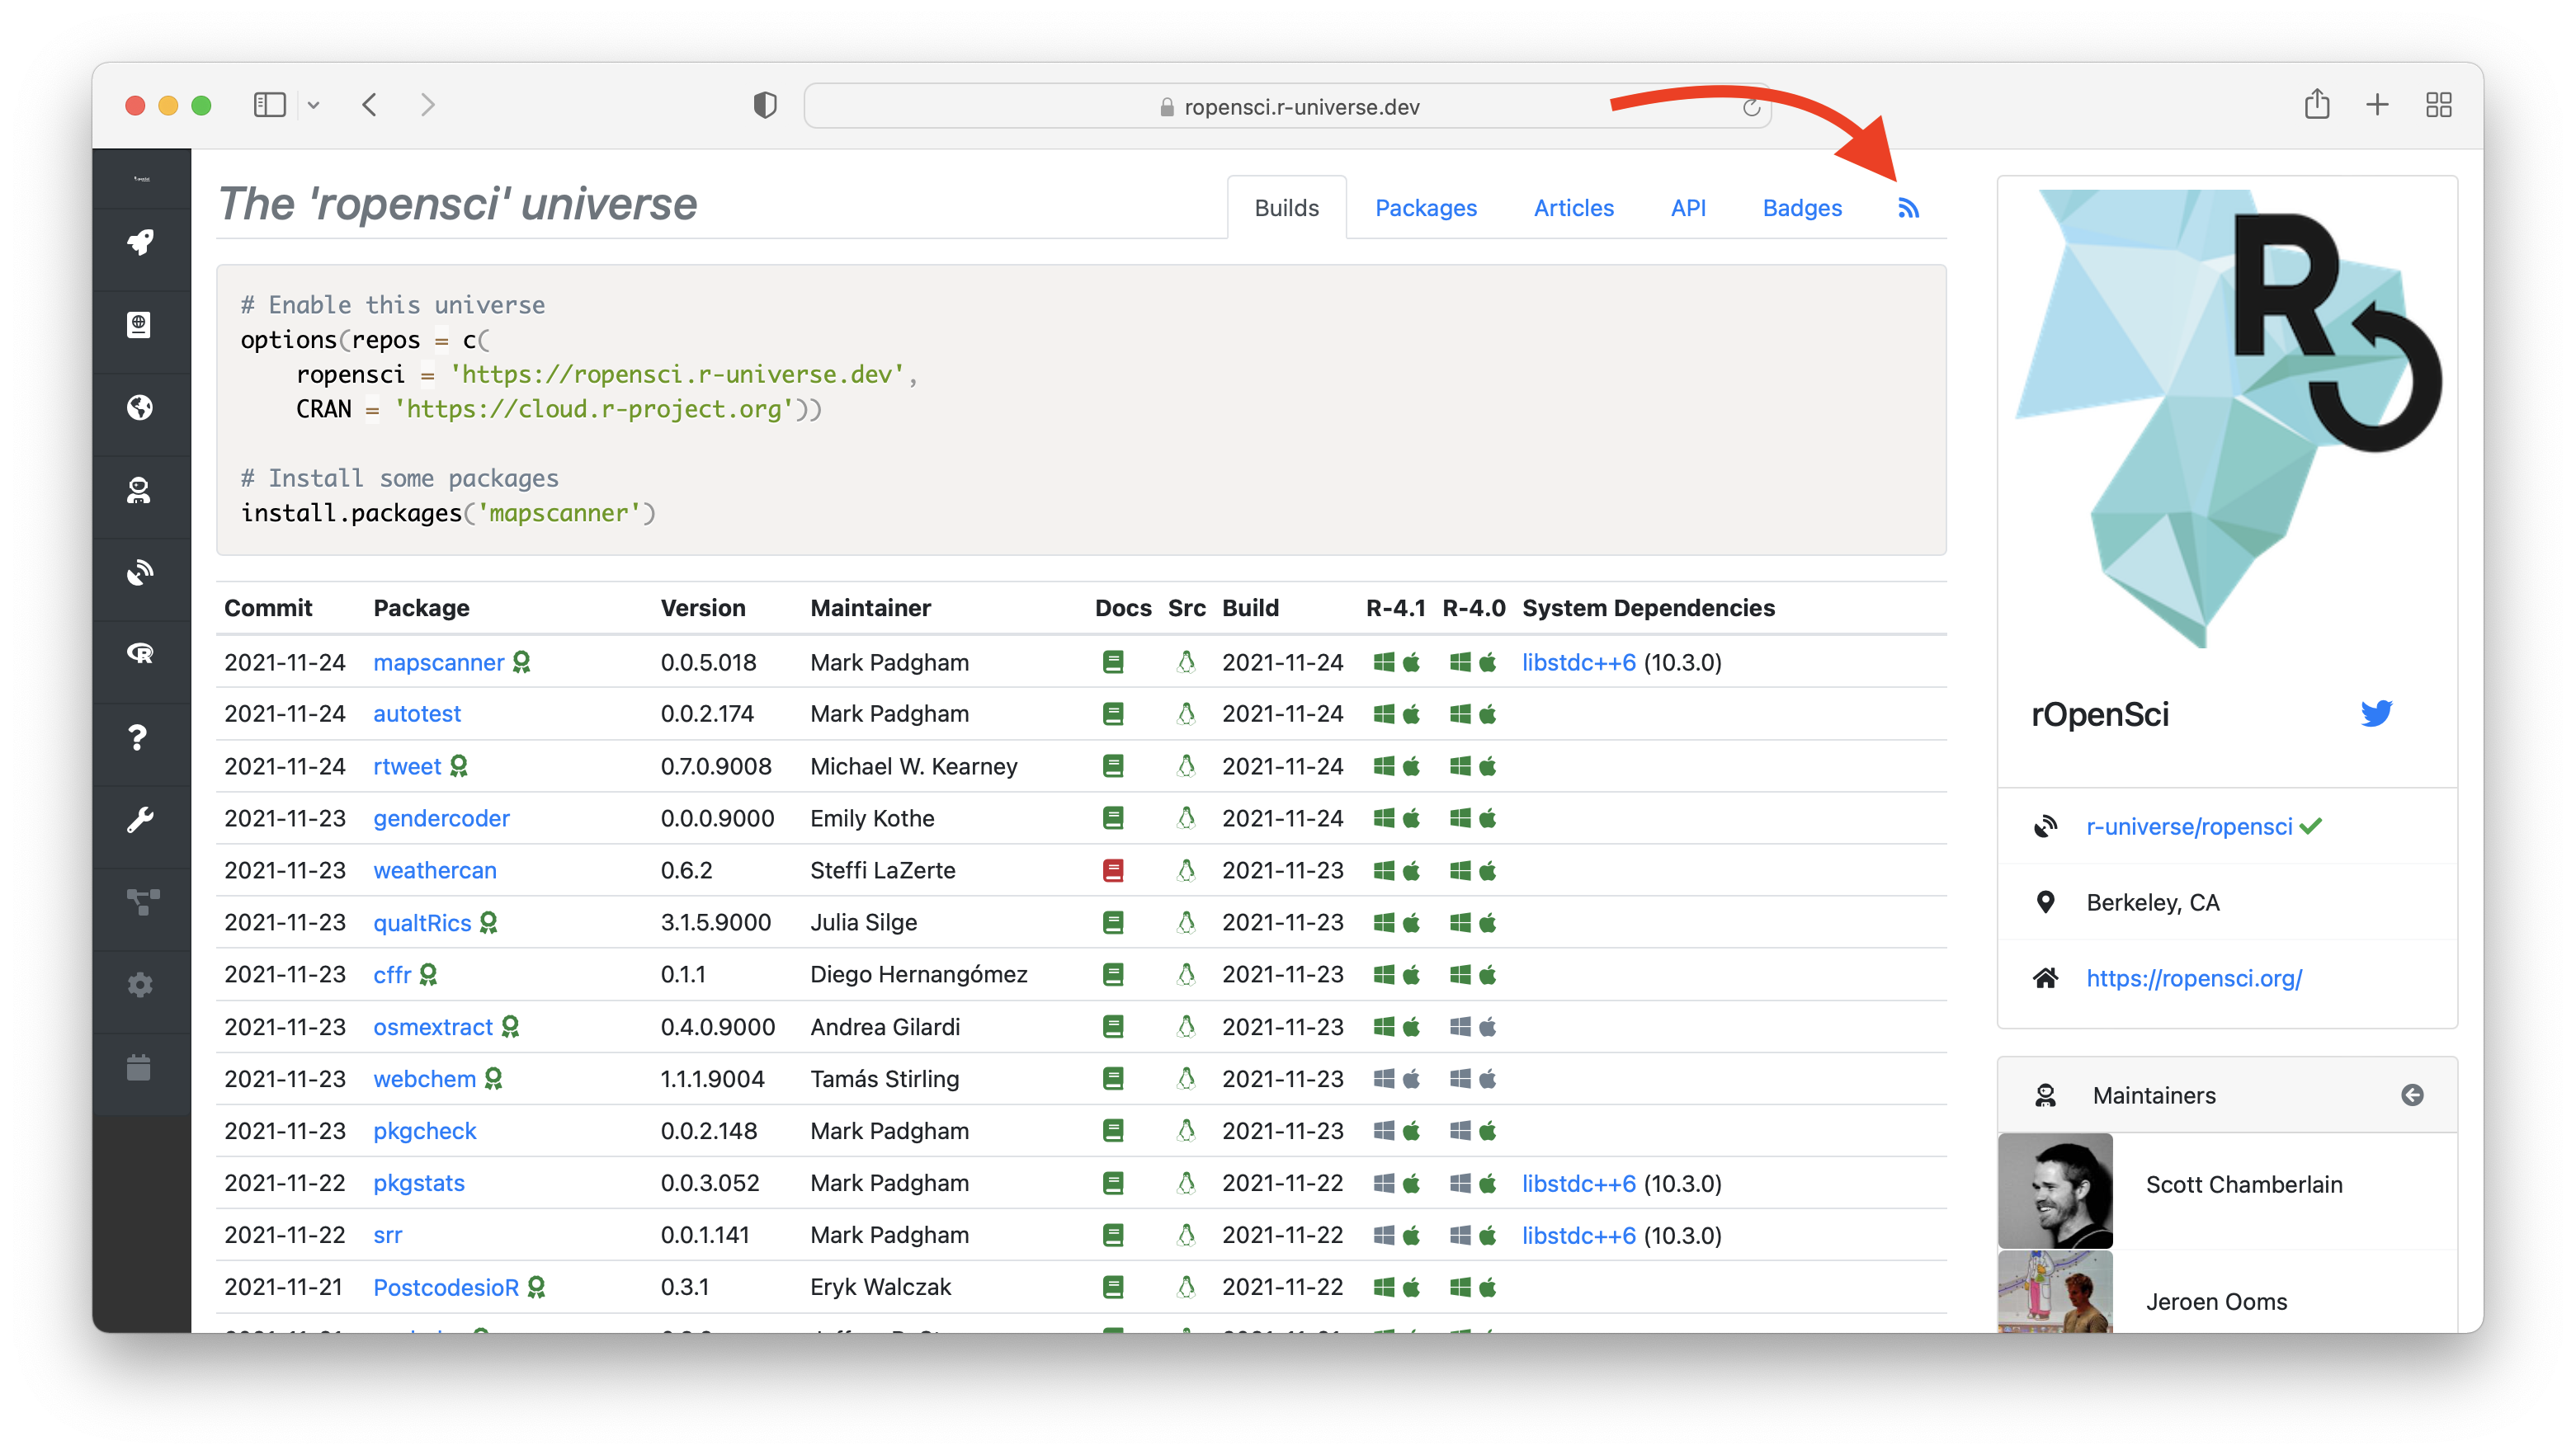 ropensci.r-universe.dev
The 'ropensci' universe
Builds Packages Articles API Badges
# Enable this universe
options(repos = c(
ropensci = 'https://ropensci.r-universe.dev',
CRAN = 'https://cloud.r-project.org'))
# Install some packages
install.packages('mapscanner')
Commit Package Version Maintainer Docs Src Build R-4.1 R-4.0 System Dependencies
2021-11-24 mapscanner 0.0.5.018 Mark Padgham 2021-11-24 libstdc++6 (10.3.0)
2021-11-24 autotest 0.0.2.174 Mark Padgham 2021-11-24
2021-11-24 rtweet 0.7.0.9008 Michael W. Kearney 2021-11-24
2021-11-23 gendercoder 0.0.0.9000 Emily Kothe 2021-11-24
2021-11-23 weathercan 0.6.2 Steffi LaZerte 2021-11-23
2021-11-23 qualtRics 3.1.5.9000 Julia Silge 2021-11-23
2021-11-23 cffr 0.1.1 Diego Hernangómez 2021-11-23
2021-11-23 osmextract 0.4.0.9000 Andrea Gilardi 2021-11-23
2021-11-23 webchem 1.1.1.9004 Tamás Stirling 2021-11-23
2021-11-23 pkgcheck 0.0.2.148 Mark Padgham 2021-11-23
2021-11-22 pkgstats 0.0.3.052 Mark Padgham 2021-11-22 libstdc++6 (10.3.0)
2021-11-22 srr 0.0.1.141 Mark Padgham 2021-11-22 libstdc++6 (10.3.0)
2021-11-21 PostcodesioR 0.3.1 Eryk Walczak 2021-11-22
R
rOpenSci
r-universe/ropensci
Berkeley, CA
https://ropensci.org/
Maintainers
Scott Chamberlain
Jeroen Ooms